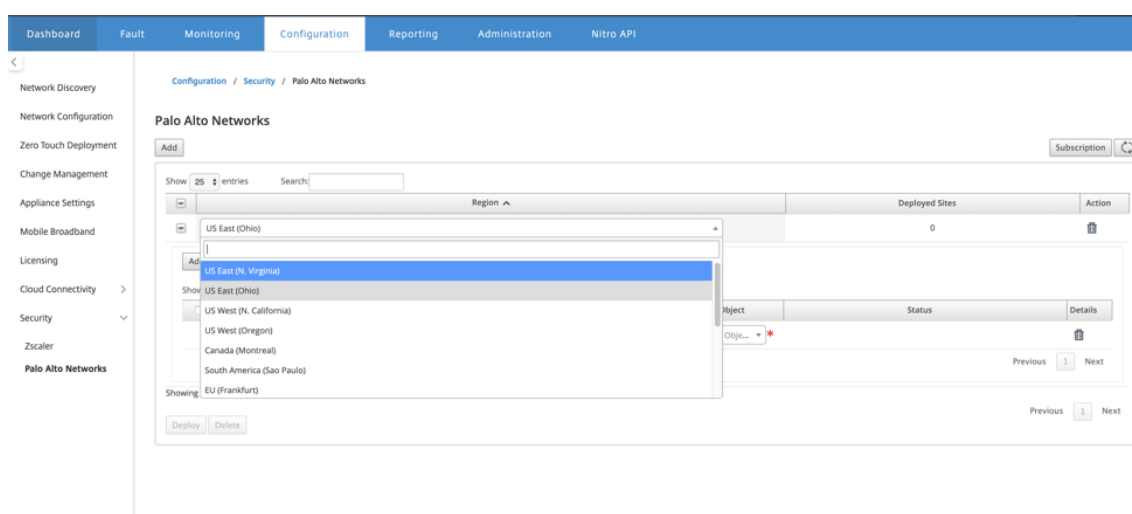 Dashboard Fault Monitoring Configuration Reporting Administration Nitro API
Network Discovery
Network Configuration
Zero Touch Deployment
Change Management
Appliance Settings
Mobile Broadband
Licensing
Cloud Connectivity
Security
Zscaler
Palo Alto Networks
Configuration / Security / Palo Alto Networks
Palo Alto Networks
Add Subscription
Show 25 entries Search:
Region Deployed Sites Action
US East (Ohio) 0
US East (N. Virginia)
US East (Ohio)
US West (N. California)
US West (Oregon)
Canada (Montreal)
South America (Sao Paulo)
EU (Frankfurt)
Ad
Show
Object Status Details
Obje... *
Previous 1 Next
Showing
Previous 1 Next
Deploy Delete